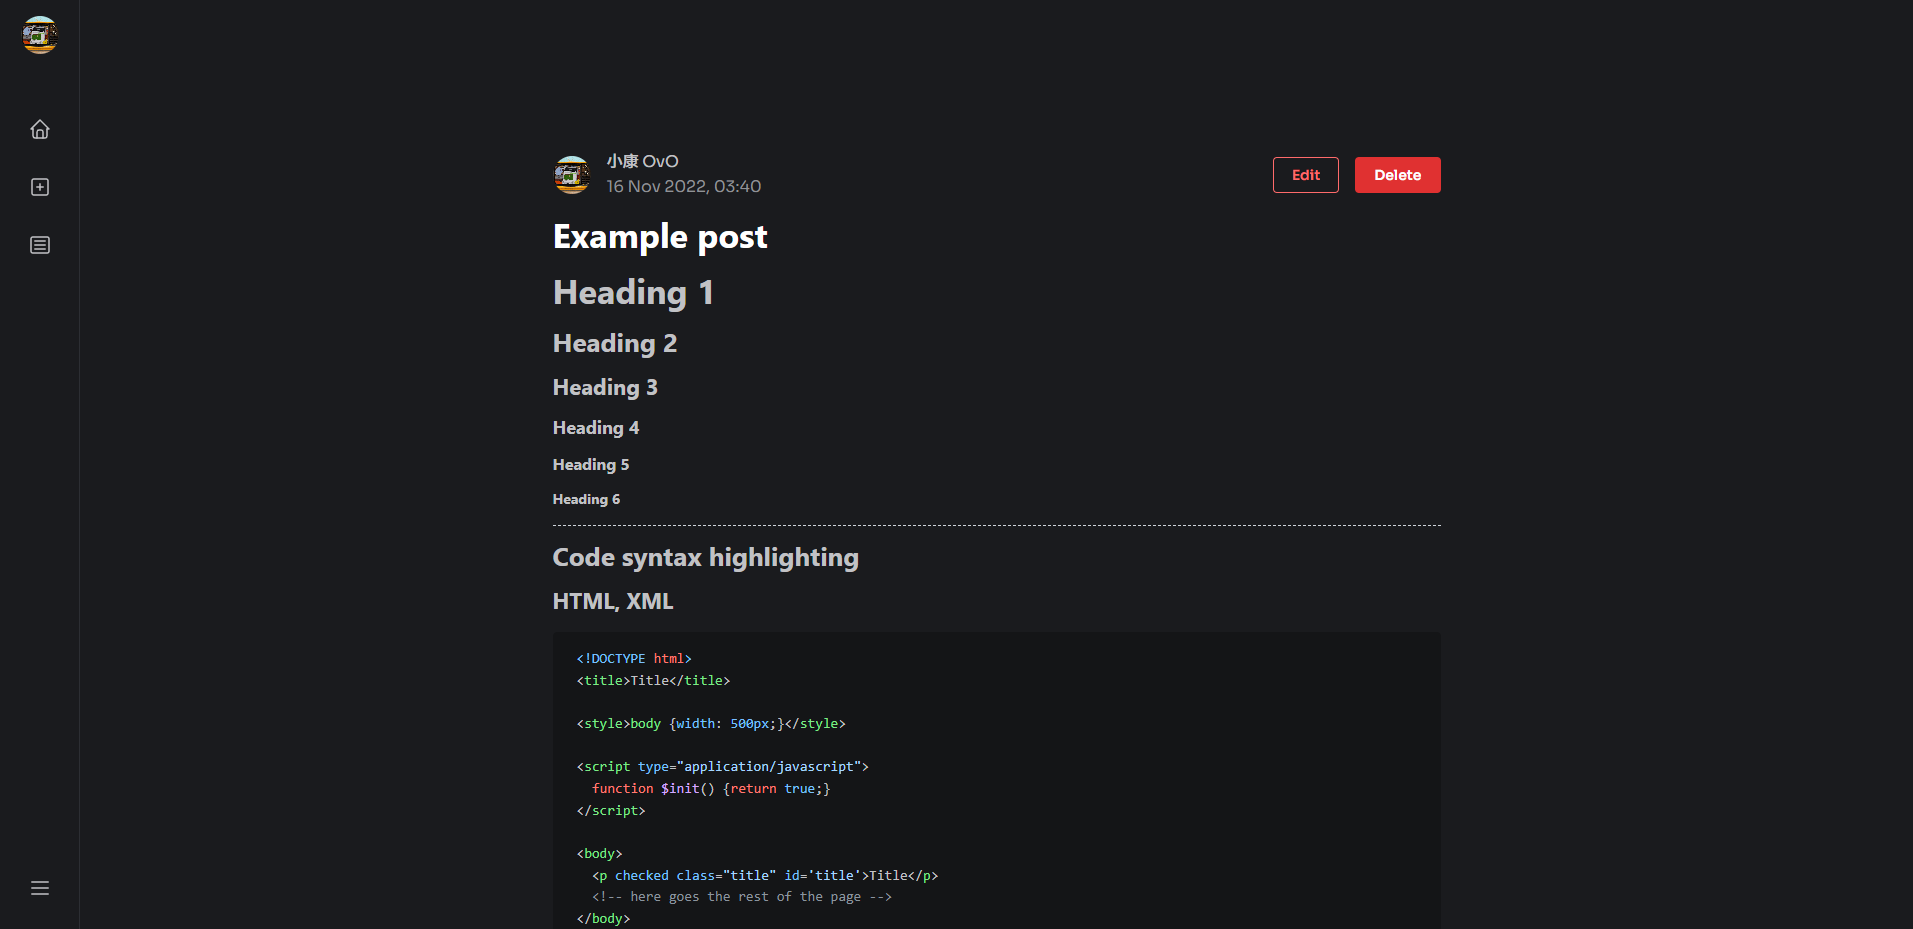 小康 OvO
16 Nov 2022, 03:40
Edit
Delete
Example post
Heading 1
Heading 2
Heading 3
Heading 4
Heading 5
Heading 6
Code syntax highlighting
HTML, XML
<!DOCTYPE html>
<title>Title</title>
<style>body {width: 500px;}</style>
<script type="application/javascript">
  function $init() {return true;}
</script>
<body>
  <p checked class="title" id='title'>Title</p>
  <!-- here goes the rest of the page -->
</body>